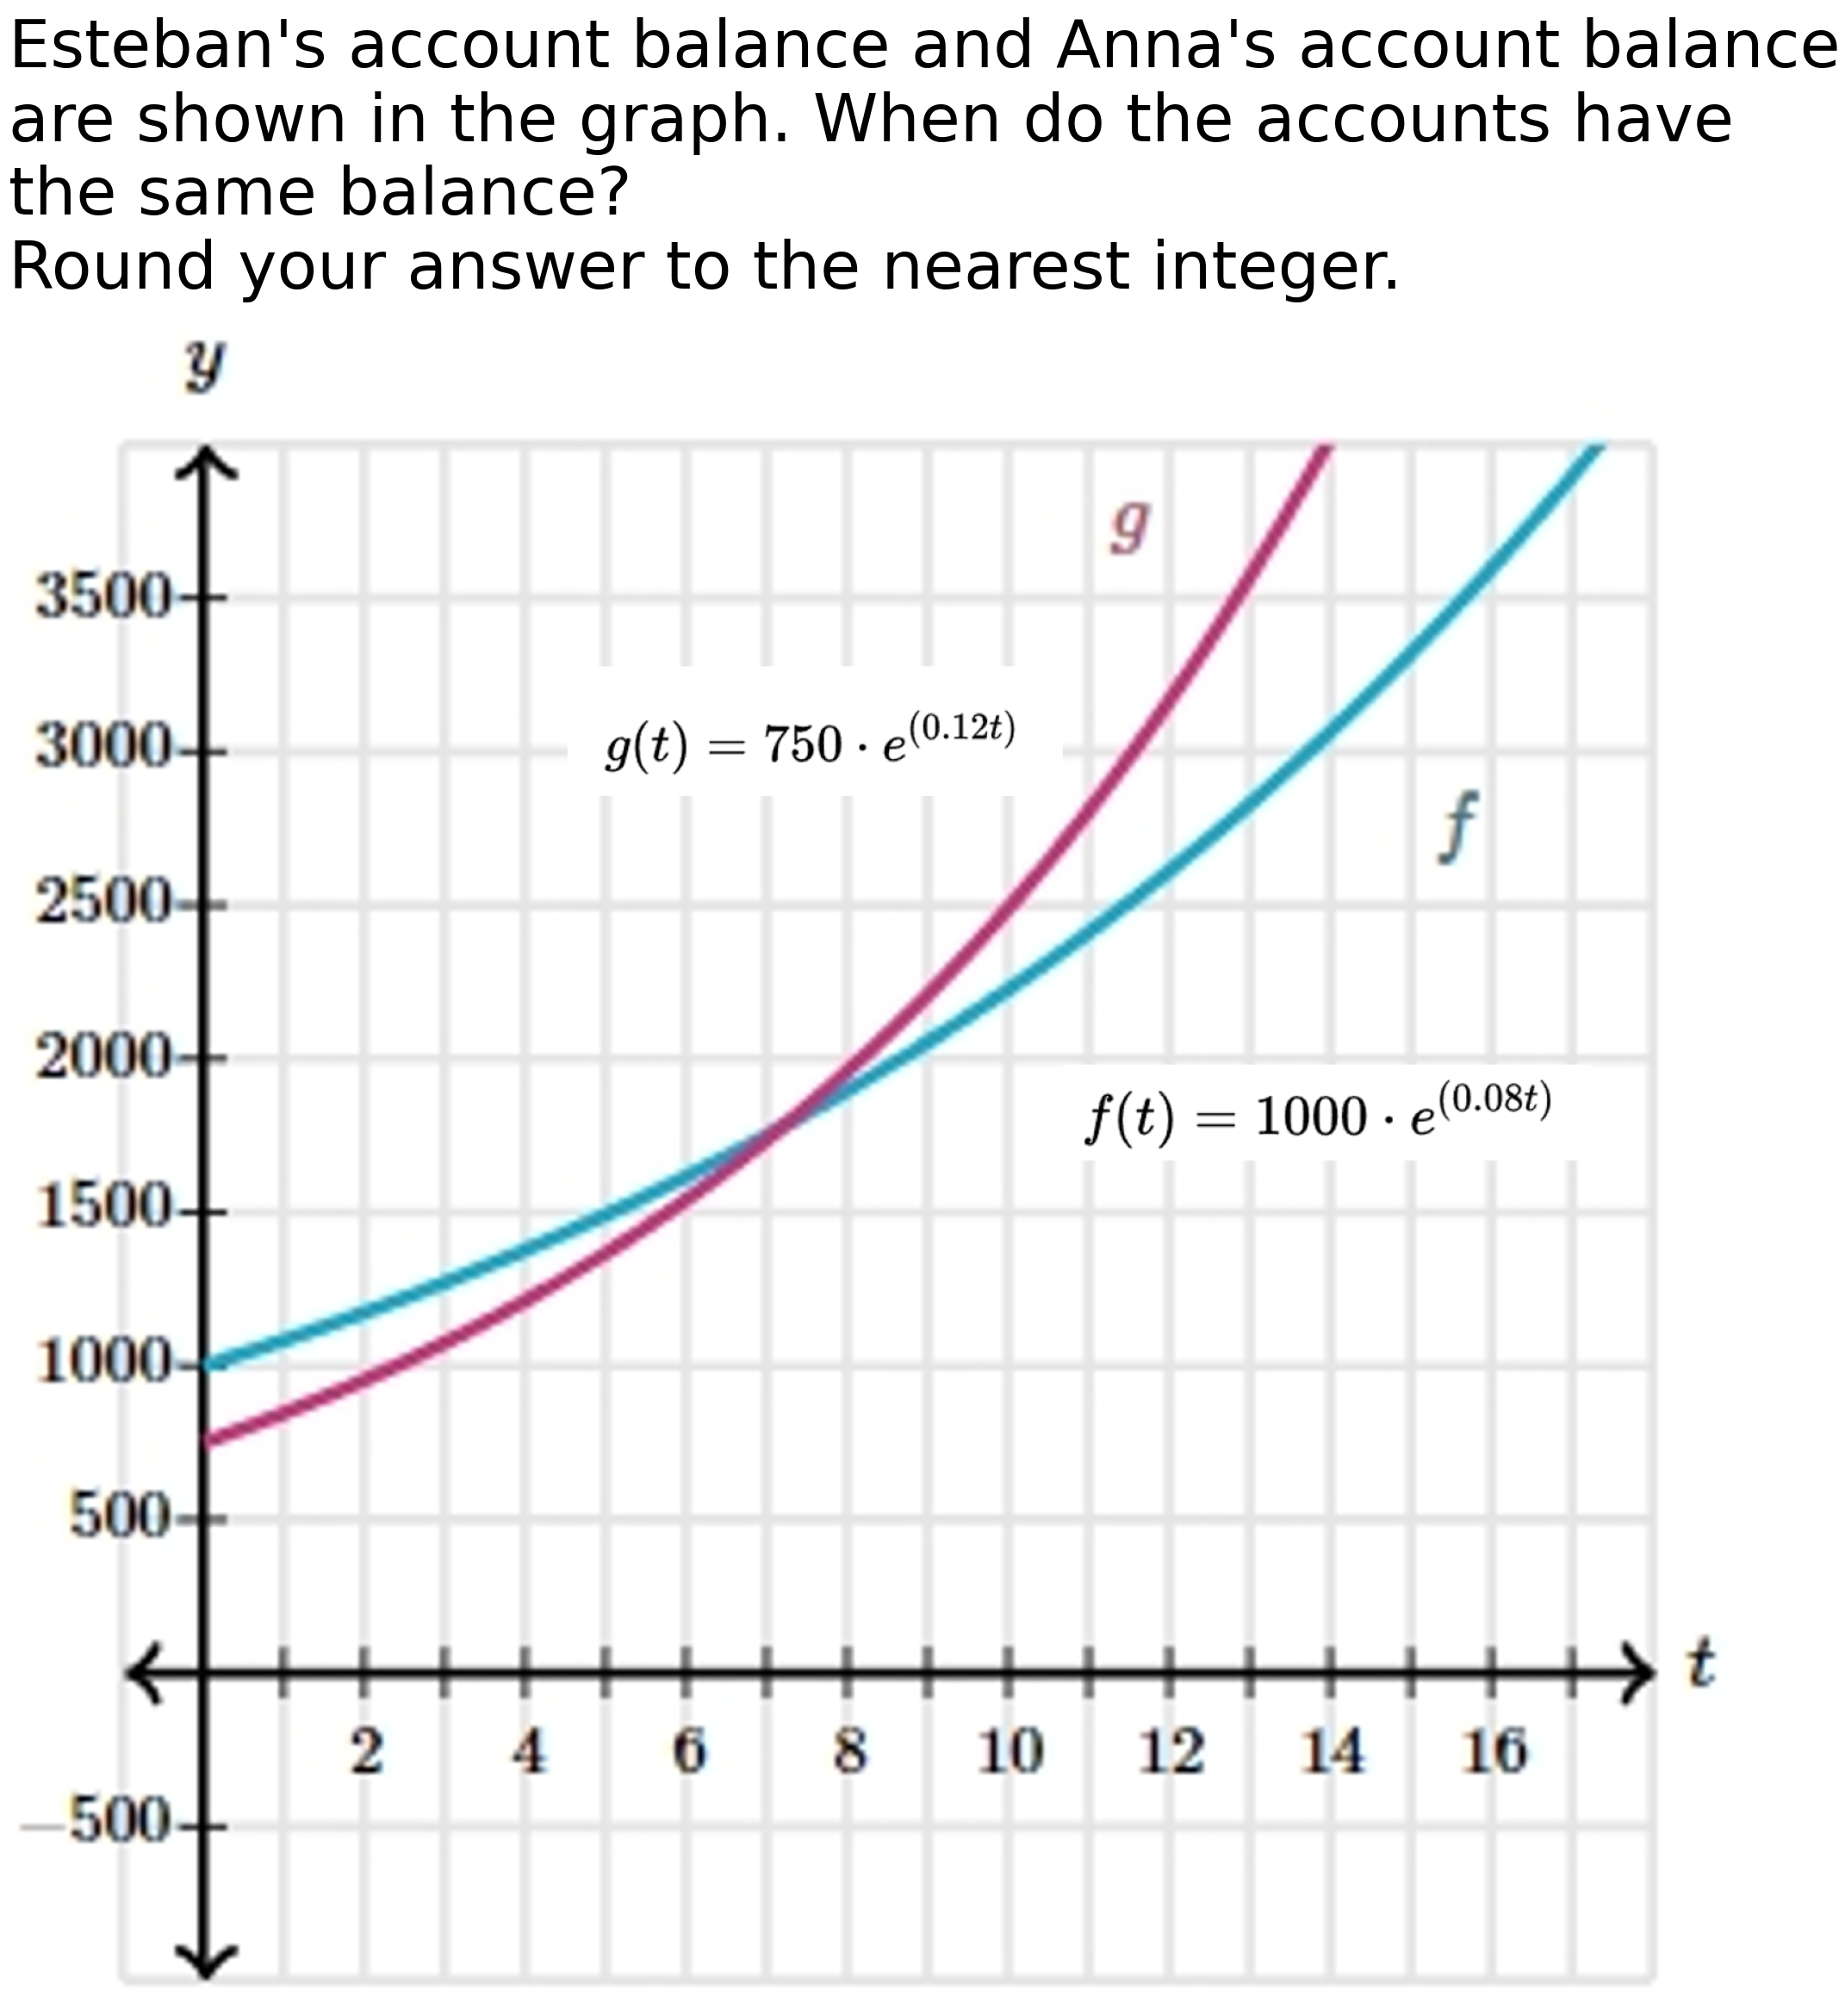 Esteban's account balance and Anna's account balance
are shown in the graph. When do the accounts have
the same balance?
Round your answer to the nearest integer.
y
g
3500
g(t) = 750 · e^(0.12t)
3000
f
2500
2000
f(t) = 1000 · e^(0.08t)
1500
1000
500
t
2 4 6 8 10 12 14 16
−500